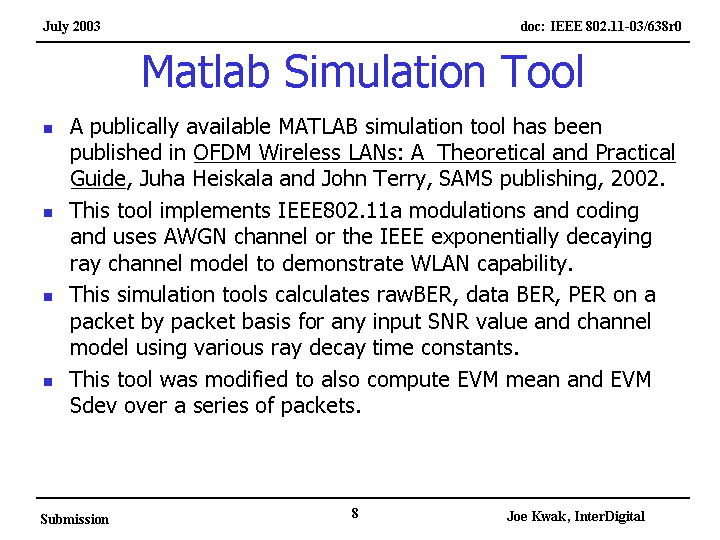 July 2003
doc: IEEE 802.11-03/638r0
Matlab Simulation Tool
A publically available MATLAB simulation tool has been
published in OFDM Wireless LANs: A Theoretical and Practical
Guide, Juha Heiskala and John Terry, SAMS publishing, 2002.
This tool implements IEEE802.11a modulations and coding
and uses AWGN channel or the IEEE exponentially decaying
ray channel model to demonstrate WLAN capability.
This simulation tools calculates rawBER, data BER, PER on a
packet by packet basis for any input SNR value and channel
model using various ray decay time constants.
This tool was modified to also compute EVM mean and EVM
Sdev over a series of packets.
Submission
8
Joe Kwak, InterDigital